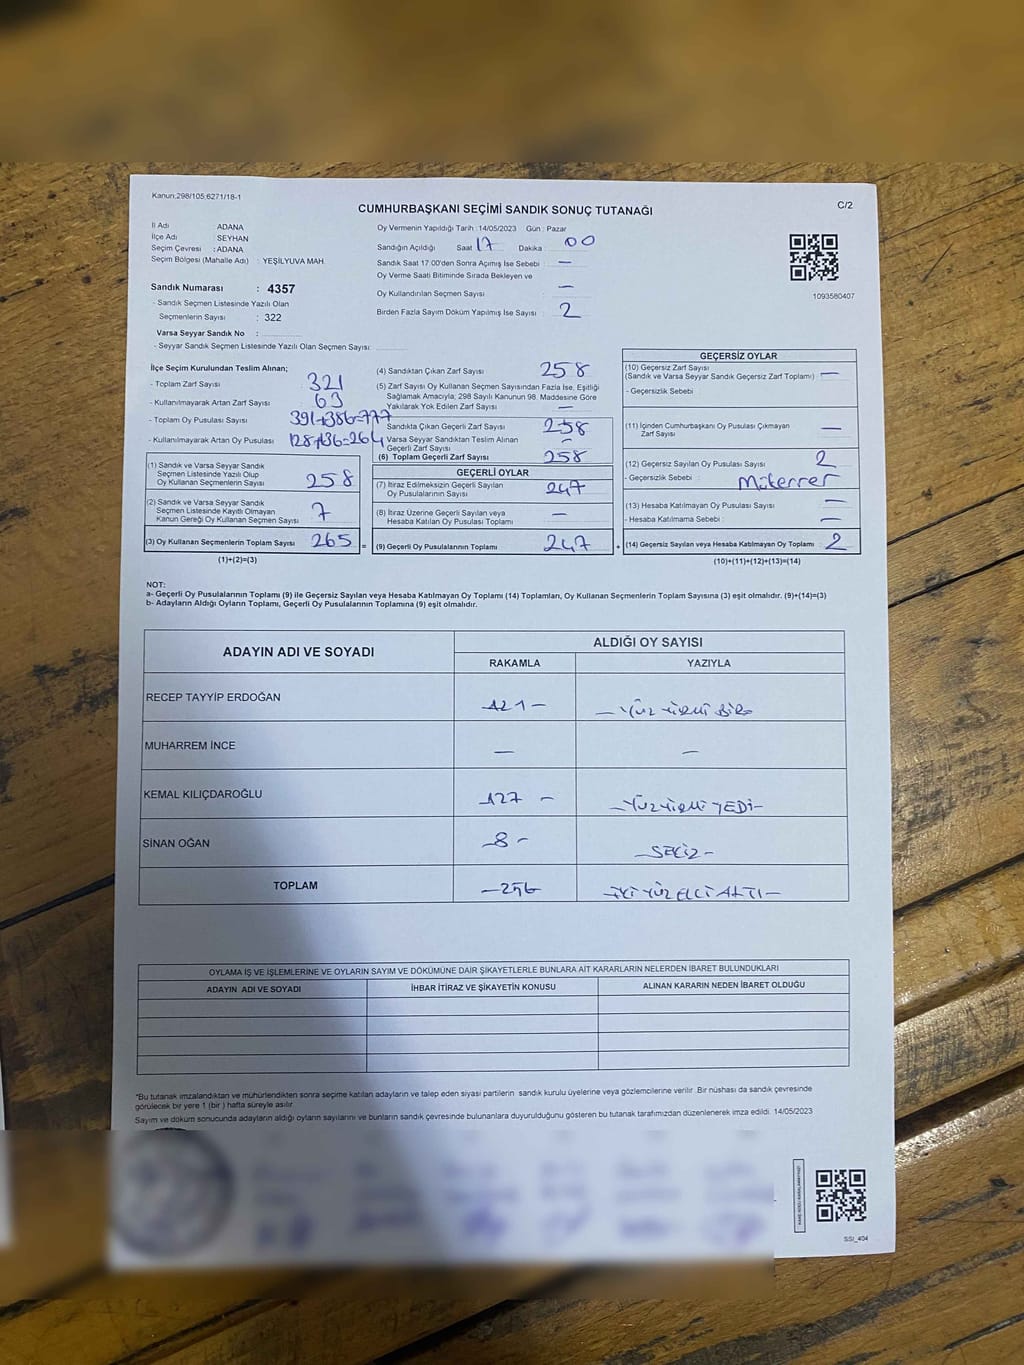 Kanun.298/105.6271/18-1
C/2
CUMHURBAŞKANI SEÇİMİ SANDIK SONUÇ TUTANAĞI
İl Adı ADANA
İlçe Adı : SEYHAN
Seçim Çevresi : ADANA
Seçim Bölgesi (Mahalle Adı) : YEŞİLYUVA MAH.
Sandık Numarası : 4357
- Sandık Seçmen Listesinde Yazılı Olan
Seçmenlerin Sayısı : 322
Varsa Seyyar Sandık No :
- Seyyar Sandık Seçmen Listesinde Yazılı Olan Seçmen Sayısı:
Oy Vermenin Yapıldığı Tarih :14/05/2023 Gün : Pazar
Sandığın Açıldığı Saat 17 Dakika : 00
Sandık Saat 17:00'den Sonra Açımış İse Sebebi : —
Oy Verme Saati Bitiminde Sırada Bekleyen ve
Oy Kullandırılan Seçmen Sayısı : —
Birden Fazla Sayım Döküm Yapılmış İse Sayısı : 2
1093580407
İlçe Seçim Kurulundan Teslim Alınan;
- Toplam Zarf Sayısı 321
- Kullanılmayarak Artan Zarf Sayısı 63
- Toplam Oy Pusulası Sayısı 391+386=777
- Kullanılmayarak Artan Oy Pusulası 128+136=264
(1) Sandık ve Varsa Seyyar Sandık
Seçmen Listesinde Yazılı Olup
Oy Kullanan Seçmenlerin Sayısı 258
(2) Sandık ve Varsa Seyyar Sandık
Seçmen Listesinde Kayıtlı Olmayan
Kanun Gereği Oy Kullanan Seçmen Sayısı 7
(3) Oy Kullanan Seçmenlerin Toplam Sayısı 265
(1)+(2)=(3)
(4) Sandıktan Çıkan Zarf Sayısı 258
(5) Zarf Sayısı Oy Kullanan Seçmen Sayısından Fazla İse, Eşitliği
Sağlamak Amacıyla; 298 Sayılı Kanunun 98. Maddesine Göre
Yakılarak Yok Edilen Zarf Sayısı —
Sandıkta Çıkan Geçerli Zarf Sayısı 258
Varsa Seyyar Sandıktan Teslim Alınan
Geçerli Zarf Sayısı —
(6) Toplam Geçerli Zarf Sayısı 258
GEÇERLİ OYLAR
(7) İtiraz Edilmeksizin Geçerli Sayılan
Oy Pusulalarının Sayısı 247
(8) İtiraz Üzerine Geçerli Sayılan veya
Hesaba Katılan Oy Pusulası Toplamı —
= (9) Geçerli Oy Pusulalarının Toplamı 247
GEÇERSİZ OYLAR
(10) Geçersiz Zarf Sayısı
(Sandık ve Varsa Seyyar Sandık Geçersiz Zarf Toplamı) —
- Geçersizlik Sebebi
(11) İçinden Cumhurbaşkanı Oy Pusulası Çıkmayan
Zarf Sayısı —
(12) Geçersiz Sayılan Oy Pusulası Sayısı 2
- Geçersizlik Sebebi : Mükerrer
(13) Hesaba Katılmayan Oy Pusulası Sayısı —
- Hesaba Katılmama Sebebi : —
+ (14) Geçersiz Sayılan veya Hesaba Katılmayan Oy Toplamı 2
(10)+(11)+(12)+(13)=(14)
NOT:
a- Geçerli Oy Pusulalarının Toplamı (9) ile Geçersiz Sayılan veya Hesaba Katılmayan Oy Toplamı (14) Toplamları, Oy Kullanan Seçmenlerin Toplam Sayısına (3) eşit olmalıdır. (9)+(14)=(3)
b- Adayların Aldığı Oyların Toplamı, Geçerli Oy Pusulalarının Toplamına (9) eşit olmalıdır.
ADAYIN ADI VE SOYADI
ALDIĞI OY SAYISI
RAKAMLA YAZIYLA
RECEP TAYYİP ERDOĞAN 121 – – YÜZ YİRMİ BİR
MUHARREM İNCE — —
KEMAL KILIÇDAROĞLU 127 – – YÜZ YİRMİ YEDİ –
SİNAN OĞAN – 8 – – SEKİZ –
TOPLAM – 256 – İKİ YÜZ ELLİ ALTI –
OYLAMA İŞ VE İŞLEMLERİNE VE OYLARIN SAYIM VE DÖKÜMÜNE DAİR ŞİKAYETLERLE BUNLARA AİT KARARLARIN NELERDEN İBARET BULUNDUKLARI
ADAYIN ADI VE SOYADI İHBAR İTİRAZ VE ŞİKAYETİN KONUSU ALINAN KARARIN NEDEN İBARET OLDUĞU
*Bu tutanak imzalandıktan ve mühürlendikten sonra seçime katılan adayların ve talep eden siyasi partilerin sandık kurulu üyelerine veya gözlemcilerine verilir. Bir nüshası da sandık çevresinde
görülecek bir yere 1 (bir ) hafta süreyle asılır.
Sayım ve döküm sonucunda adayların aldığı oyların sayılarını ve bunların sandık çevresinde bulunanlara duyurulduğunu gösteren bu tutanak tarafımızdan düzenlenerek imza edildi. 14/05/2023
SSI_404